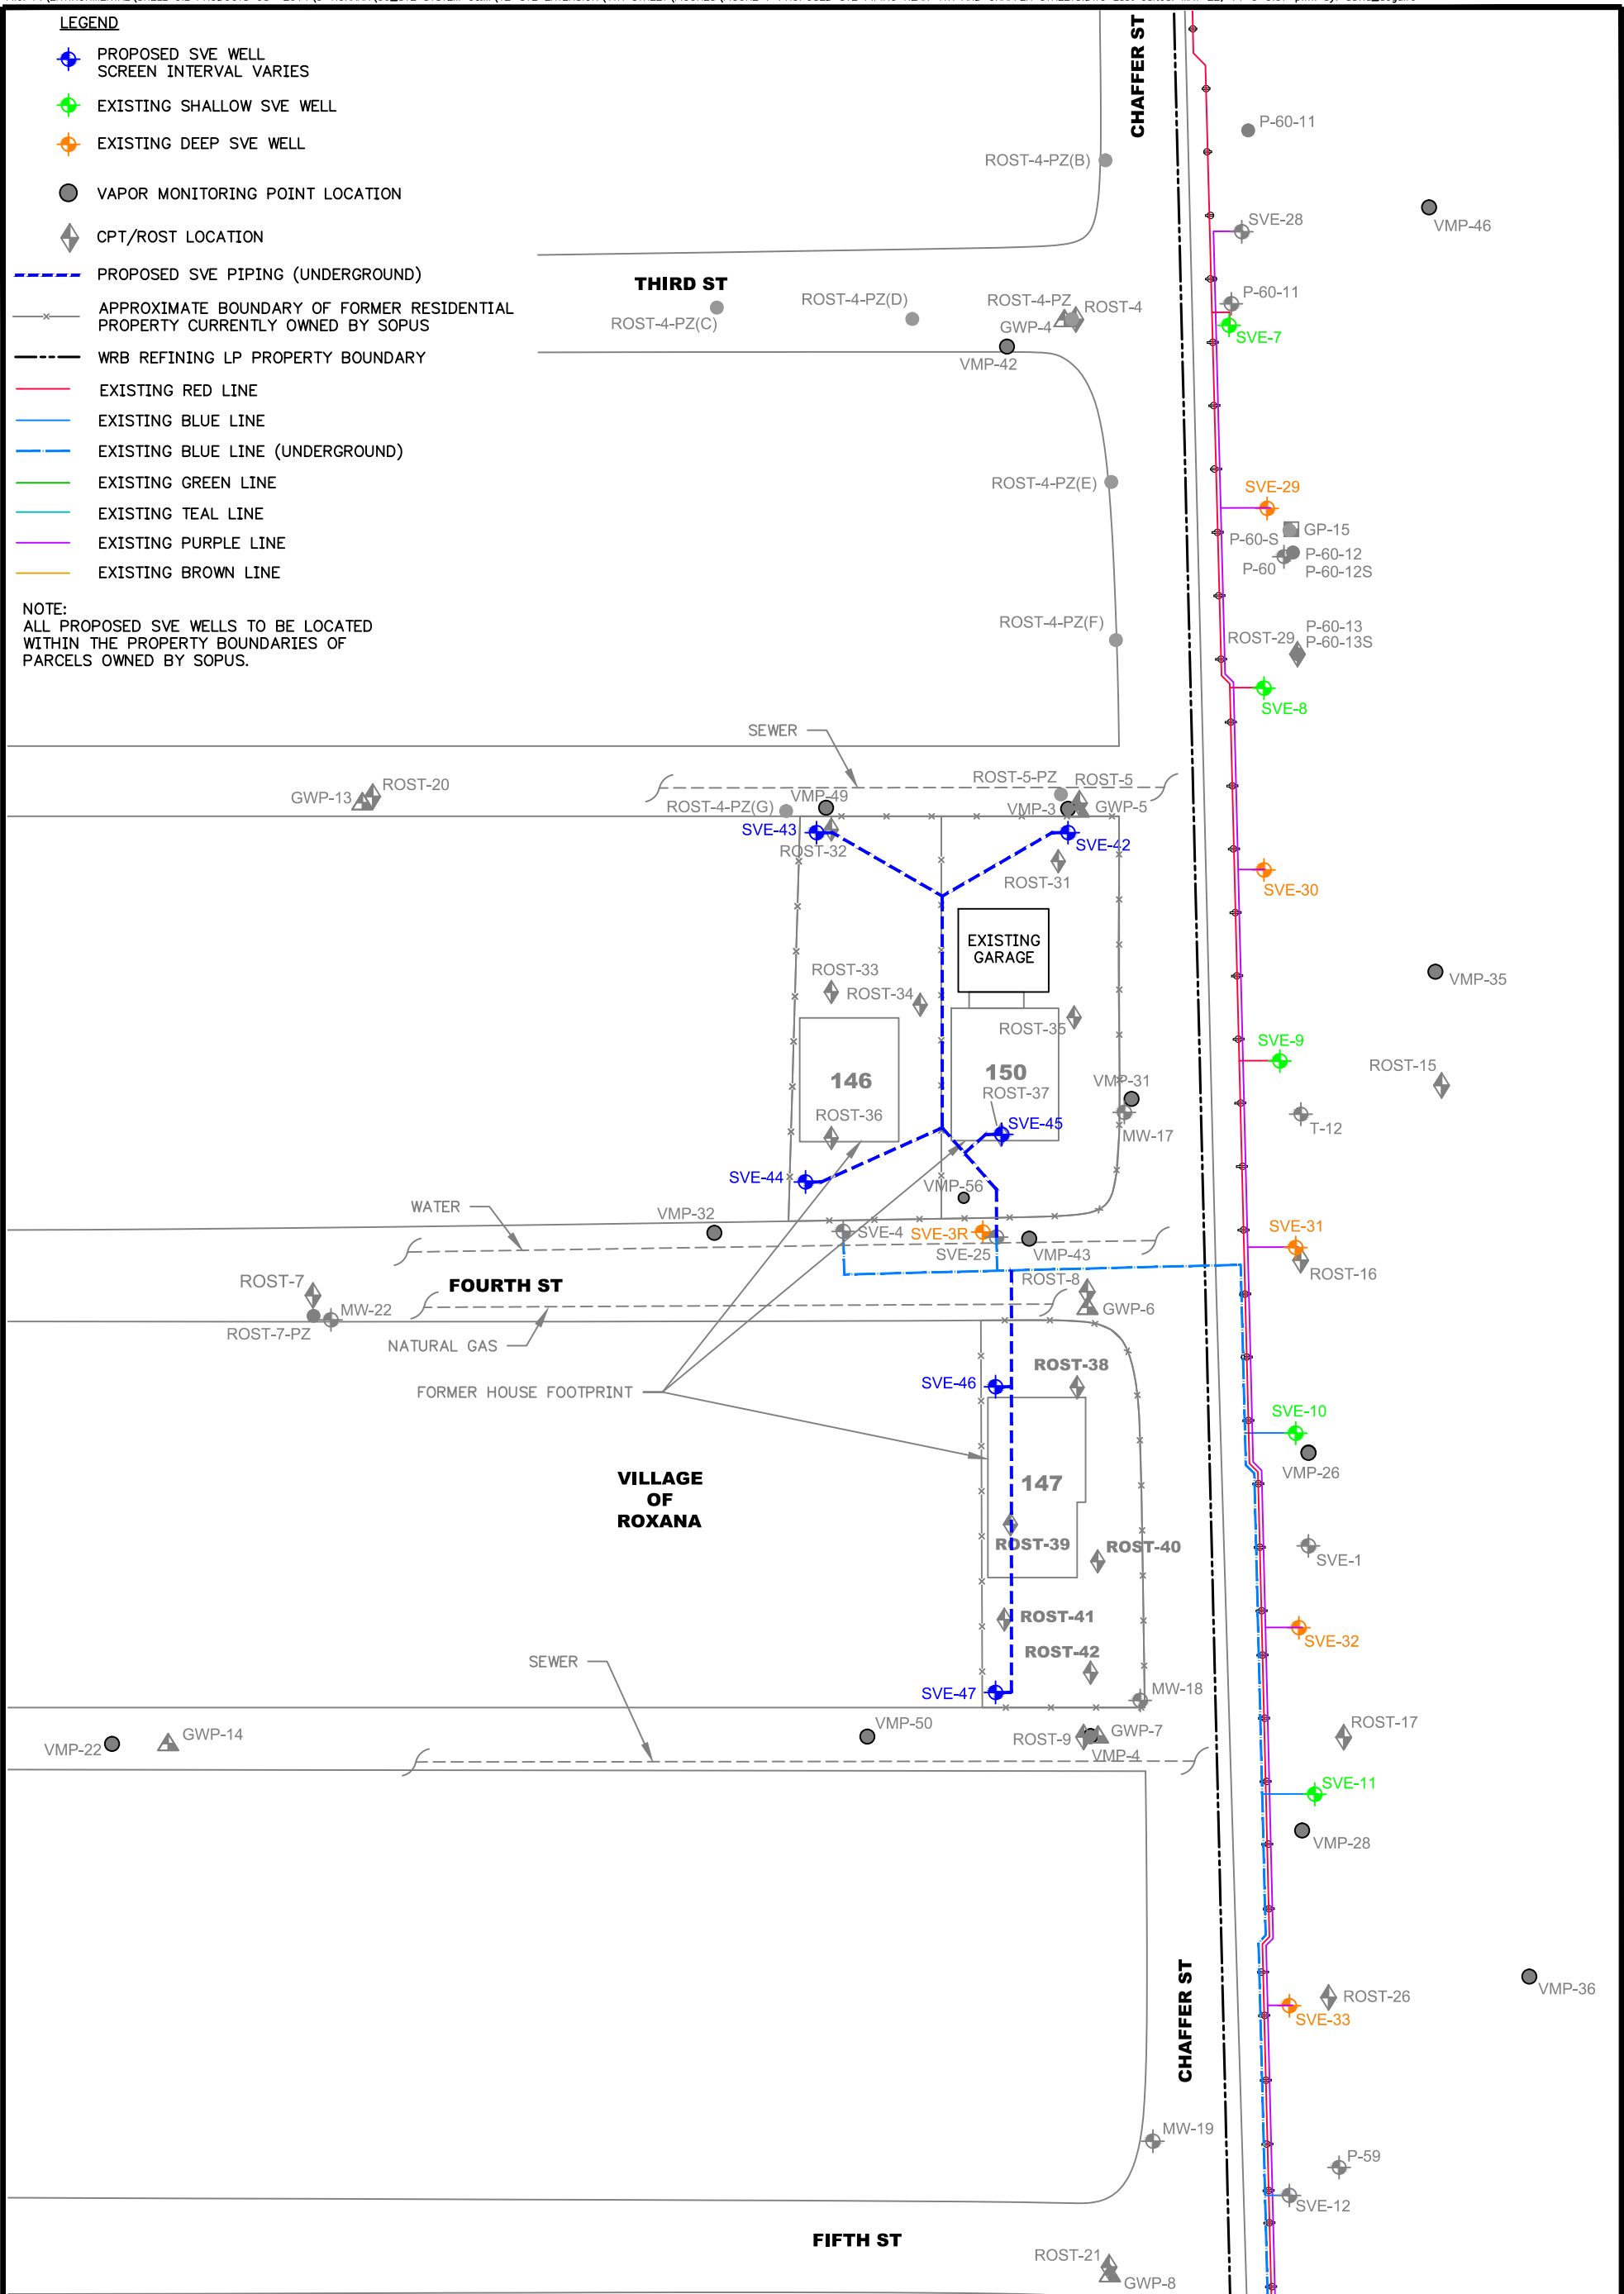 LEGEND
PROPOSED SVE WELL
SCREEN INTERVAL VARIES
EXISTING SHALLOW SVE WELL
EXISTING DEEP SVE WELL
VAPOR MONITORING POINT LOCATION
CPT/ROST LOCATION
PROPOSED SVE PIPING (UNDERGROUND)
APPROXIMATE BOUNDARY OF FORMER RESIDENTIAL
PROPERTY CURRENTLY OWNED BY SOPUS
WRB REFINING LP PROPERTY BOUNDARY
EXISTING RED LINE
EXISTING BLUE LINE
EXISTING BLUE LINE (UNDERGROUND)
EXISTING GREEN LINE
EXISTING TEAL LINE
EXISTING PURPLE LINE
EXISTING BROWN LINE
NOTE:
ALL PROPOSED SVE WELLS TO BE LOCATED
WITHIN THE PROPERTY BOUNDARIES OF
PARCELS OWNED BY SOPUS.
CHAFFER ST
P-60-11
ROST-4-PZ(B)
VMP-46
SVE-28
THIRD ST
ROST-4-PZ(C)
ROST-4-PZ(D)
ROST-4-PZ
ROST-4
GWP-4
VMP-42
P-60-11
SVE-7
ROST-4-PZ(E)
SVE-29
GP-15
P-60-S
P-60-12
P-60
P-60-12S
ROST-4-PZ(F)
P-60-13
ROST-29
P-60-13S
SVE-8
SEWER
GWP-13
ROST-20
ROST-4-PZ(G)
VMP-49
ROST-5-PZ
ROST-5
VMP-3
GWP-5
SVE-43
ROST-32
SVE-42
ROST-31
SVE-30
EXISTING
GARAGE
ROST-33
ROST-34
ROST-35
VMP-35
SVE-9
ROST-15
146
150
VMP-31
ROST-37
ROST-36
SVE-45
MW-17
T-12
SVE-44
VMP-56
WATER
VMP-32
SVE-4
SVE-3R
SVE-25
VMP-43
SVE-31
ROST-16
FOURTH ST
ROST-7
MW-22
ROST-7-PZ
ROST-8
GWP-6
NATURAL GAS
FORMER HOUSE FOOTPRINT
SVE-46
ROST-38
SVE-10
VMP-26
VILLAGE
OF
ROXANA
147
ROST-39
ROST-40
SVE-1
ROST-41
SVE-32
ROST-42
SEWER
SVE-47
MW-18
VMP-22
GWP-14
VMP-50
ROST-9
GWP-7
VMP-4
ROST-17
SVE-11
VMP-28
CHAFFER ST
VMP-36
ROST-26
SVE-33
MW-19
P-59
SVE-12
FIFTH ST
ROST-21
GWP-8